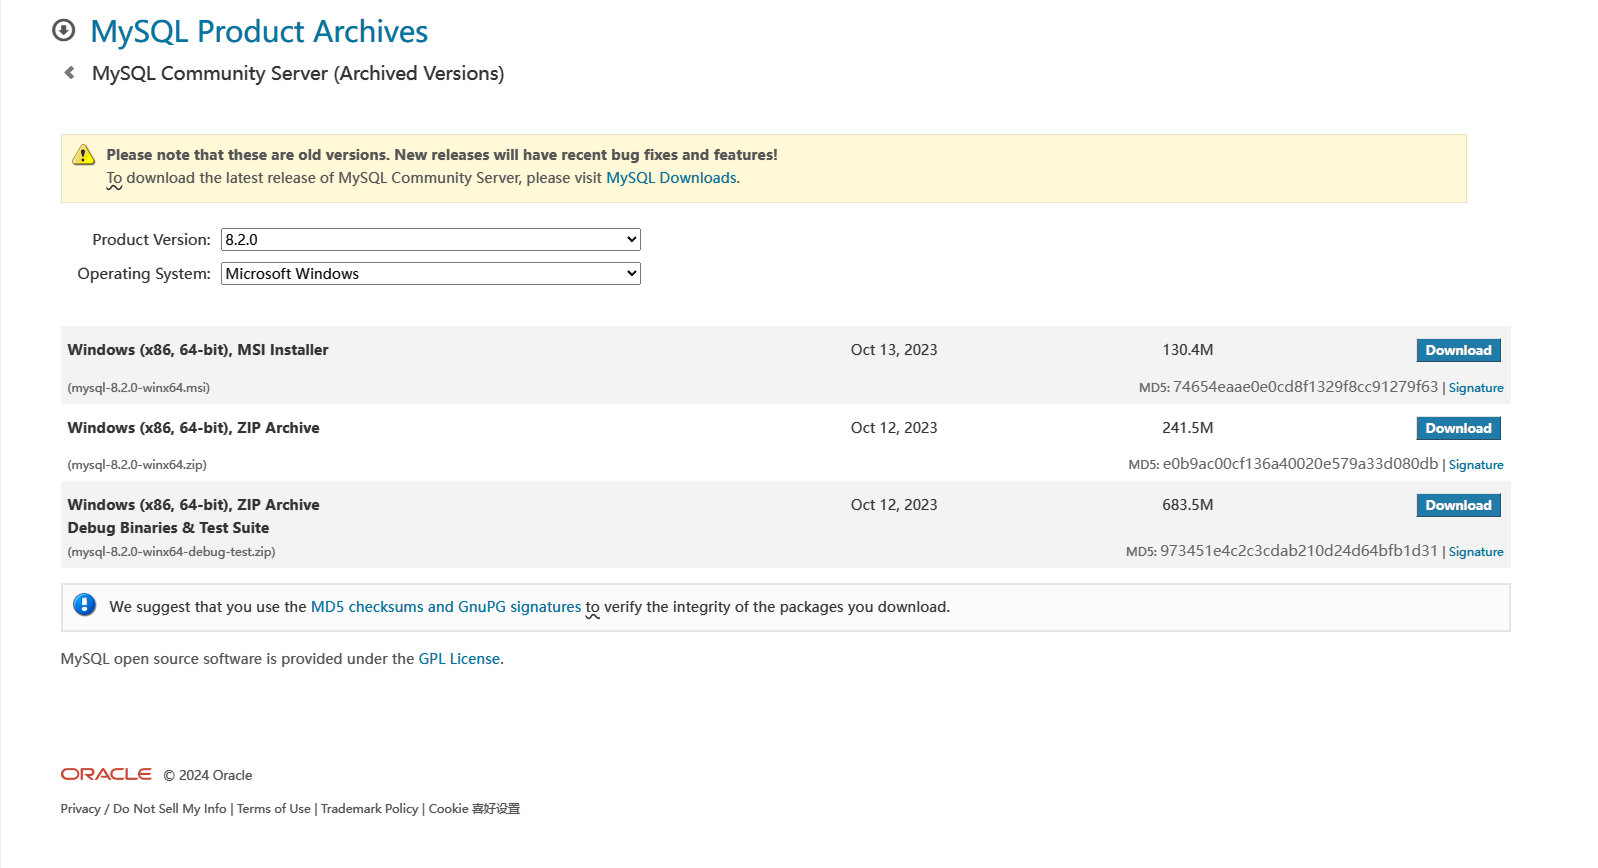 MySQL Product Archives
MySQL Community Server (Archived Versions)
Please note that these are old versions. New releases will have recent bug fixes and features!
To download the latest release of MySQL Community Server, please visit MySQL Downloads.
Product Version: 8.2.0
Operating System: Microsoft Windows
Windows (x86, 64-bit), MSI Installer Oct 13, 2023 130.4M Download
(mysql-8.2.0-winx64.msi) MD5: 74654eaae0e0cd8f1329f8cc91279f63 | Signature
Windows (x86, 64-bit), ZIP Archive Oct 12, 2023 241.5M Download
(mysql-8.2.0-winx64.zip) MD5: e0b9ac00cf136a40020e579a33d080db | Signature
Windows (x86, 64-bit), ZIP Archive Oct 12, 2023 683.5M Download
Debug Binaries & Test Suite
(mysql-8.2.0-winx64-debug-test.zip) MD5: 973451e4c2c3cdab210d24d64bfb1d31 | Signature
We suggest that you use the MD5 checksums and GnuPG signatures to verify the integrity of the packages you download.
MySQL open source software is provided under the GPL License.
ORACLE © 2024 Oracle
Privacy / Do Not Sell My Info | Terms of Use | Trademark Policy | Cookie 喜好设置